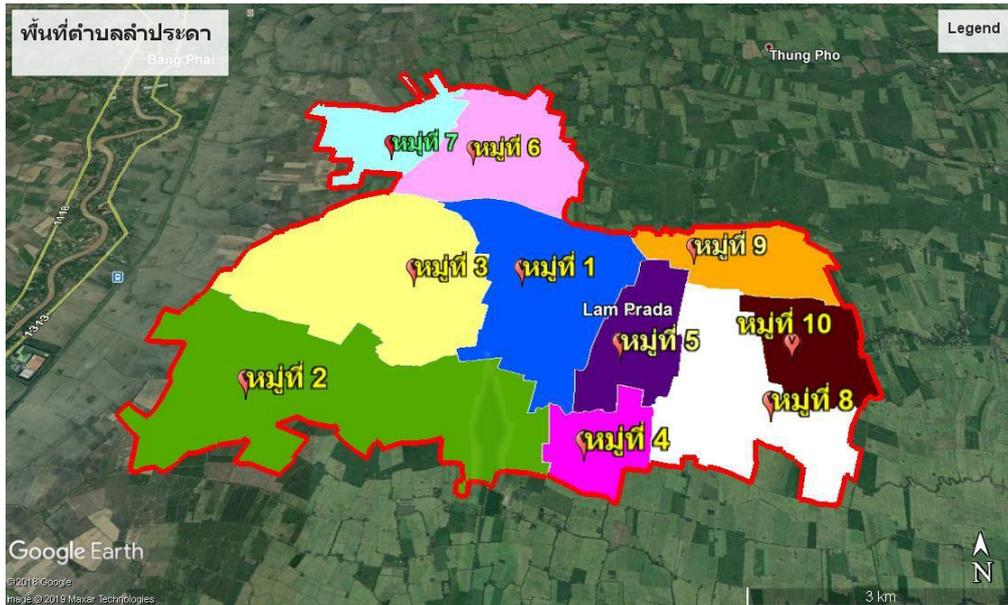 พื้นที่ตำบลลำประดา
Legend
Bang Phai
Thung Pho
หมู่ที่ 7
หมู่ที่ 6
1118
หมู่ที่ 9
หมู่ที่ 3
หมู่ที่ 1
Lam Prada
1313
หมู่ที่ 10
หมู่ที่ 5
หมู่ที่ 2
หมู่ที่ 8
หมู่ที่ 4
Google Earth
N
©2018 Google
Image © 2019 Maxar Technologies
3 km